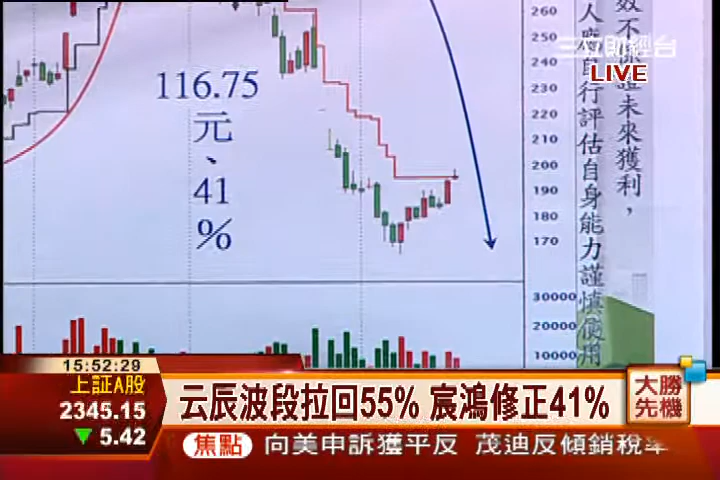 三立財經台
LIVE
數不保證未來獲利，
人應自行評估自身能力謹慎使用
116.75
元、
41
%
260
250
240
230
220
210
200
190
180
170
30000
20000
10000
15:52:29
上証A股
2345.15
▼ 5.42
云辰波段拉回55% 宸鴻修正41%
大勝
先機
焦點 向美申訴獲平反 茂迪反傾銷稅率